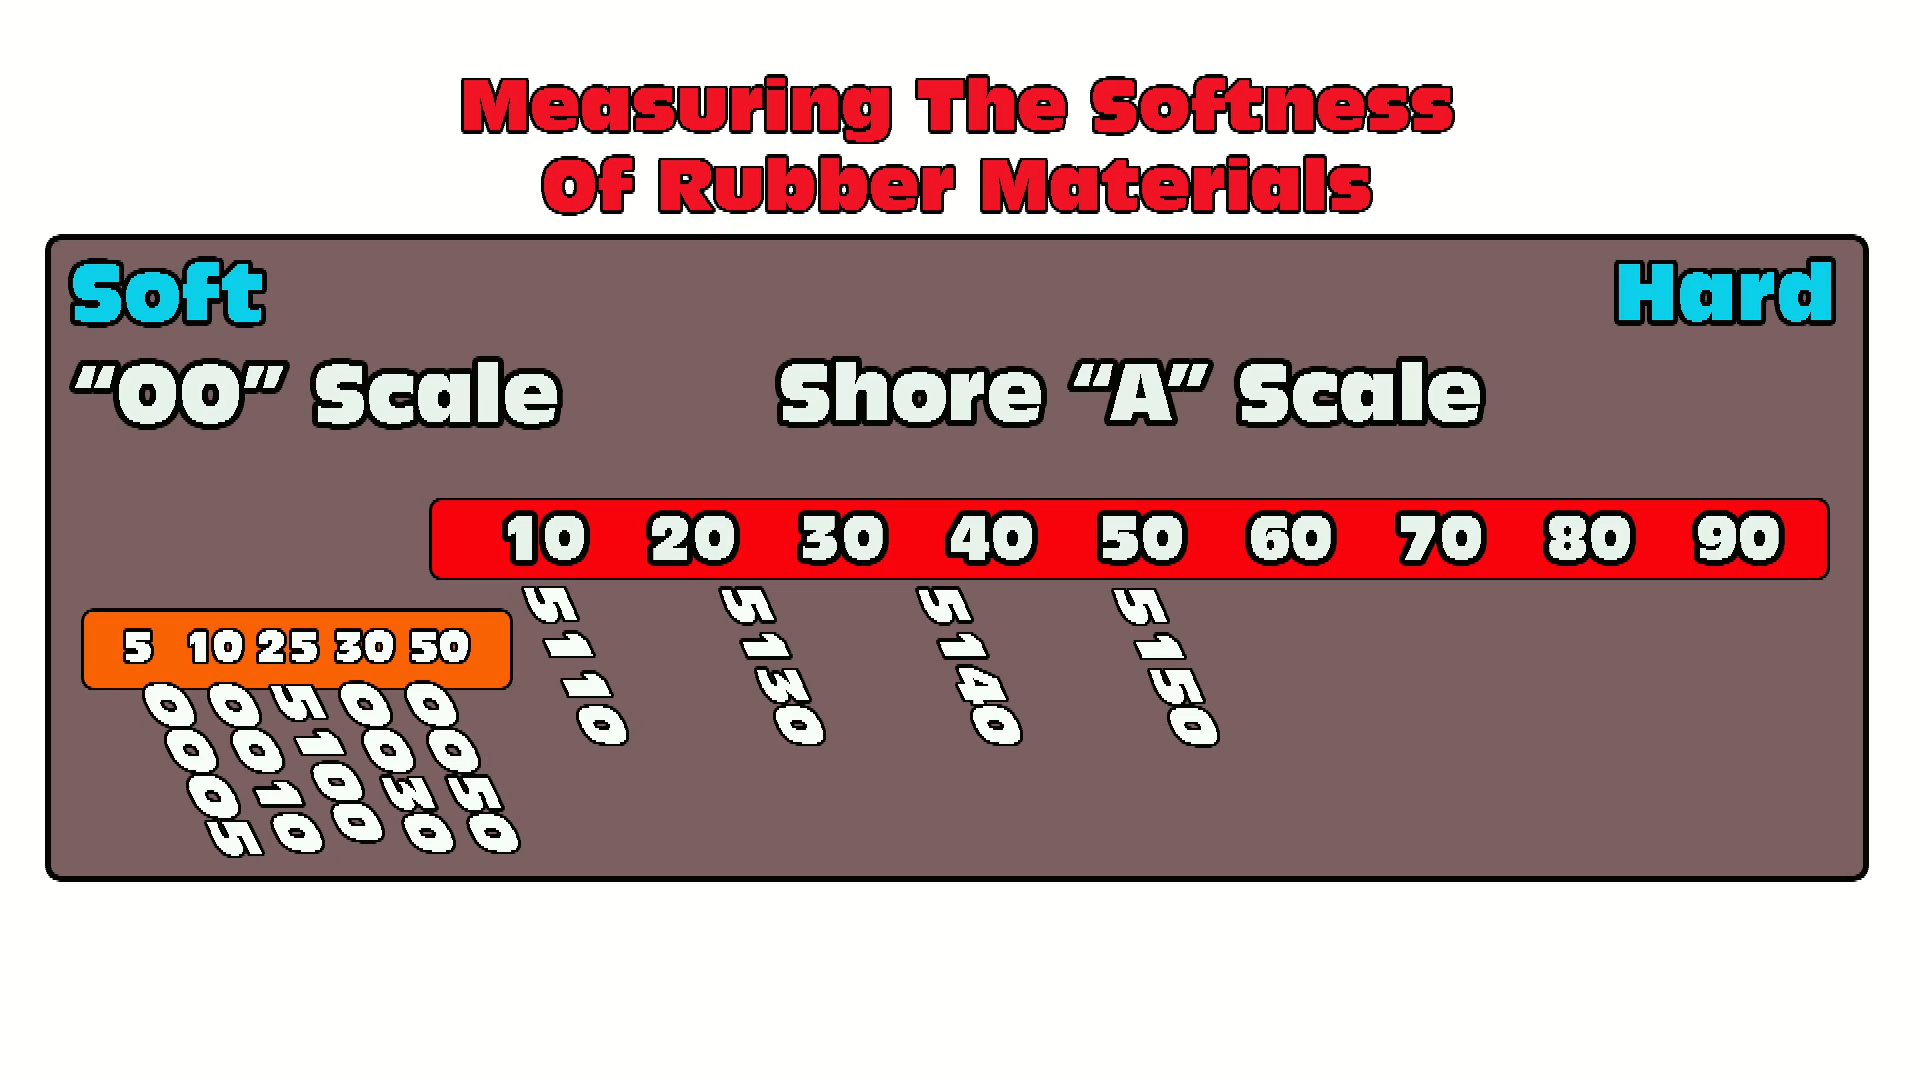 Measuring The Softness
Of Rubber Materials
Soft Hard
“OO” Scale Shore “A” Scale
10 20 30 40 50 60 70 80 90
5 10 25 30 50
5110 5130 5140 5150
0005 0010 5100 0030 0050